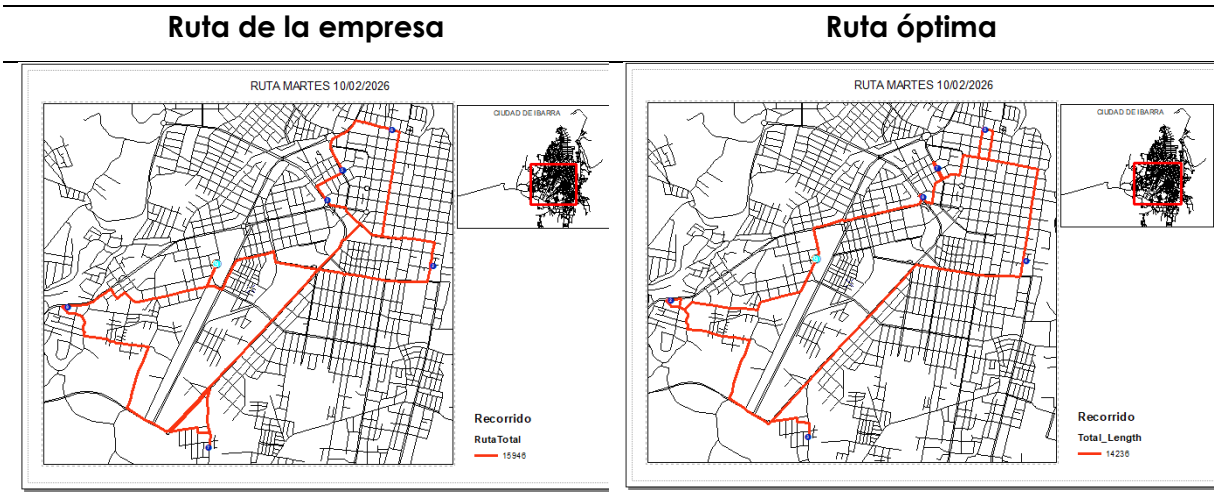 Ruta de la empresa
Ruta óptima
RUTA MARTES 10/02/2026
CIUDAD DE IBARRA
Recorrido
RutaTotal
15946
RUTA MARTES 10/02/2026
CIUDAD DE IBARRA
Recorrido
Total_Length
14236